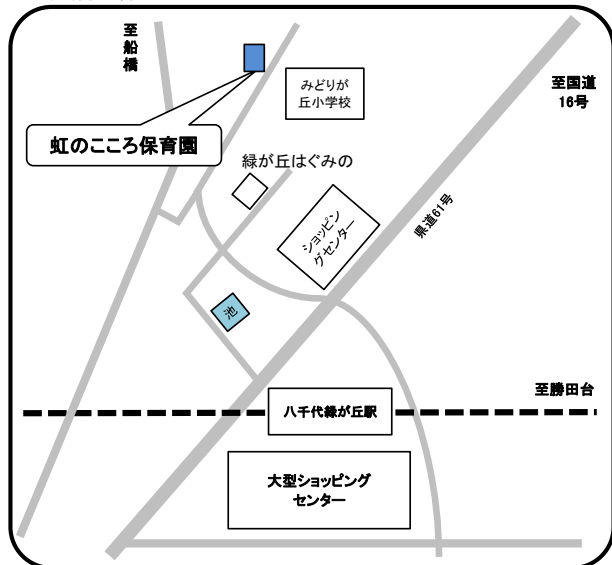 至
船
橋
みどりが
丘小学校
至国道
16号
虹のこころ保育園
緑が丘はぐみの
ショッピン
グセンター
県道61号
池
至勝田台
八千代緑が丘駅
大型ショッピング
センター